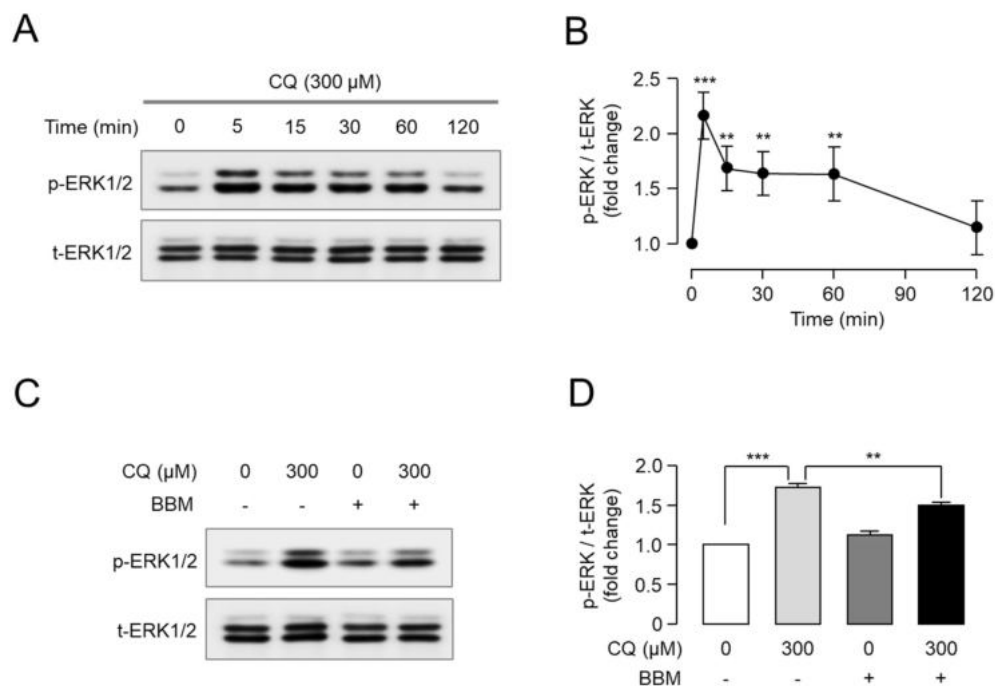 A
CQ (300 µM)
Time (min) 0 5 15 30 60 120
p-ERK1/2
t-ERK1/2
B
p-ERK / t-ERK
(fold change)
2.5
2.0
1.5
1.0
***
** ** **
0 30 60 90 120
Time (min)
C
CQ (µM) 0 300 0 300
BBM - - + +
p-ERK1/2
t-ERK1/2
D
p-ERK / t-ERK
(fold change)
2.0
1.5
1.0
0.5
0
*** **
CQ (µM) 0 300 0 300
BBM - - + +